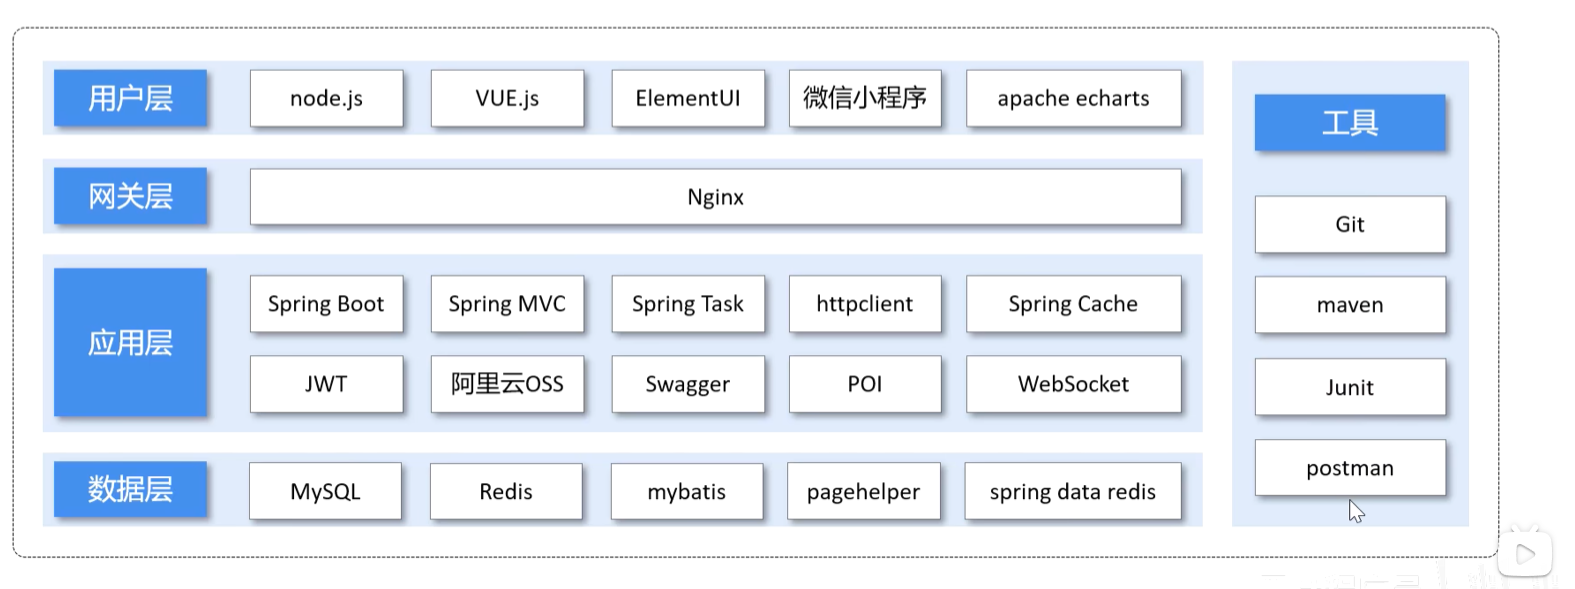 用户层
node.js
VUE.js
ElementUI
微信小程序
apache echarts
网关层
Nginx
应用层
Spring Boot
Spring MVC
Spring Task
httpclient
Spring Cache
JWT
阿里云OSS
Swagger
POI
WebSocket
数据层
MySQL
Redis
mybatis
pagehelper
spring data redis
工具
Git
maven
Junit
postman